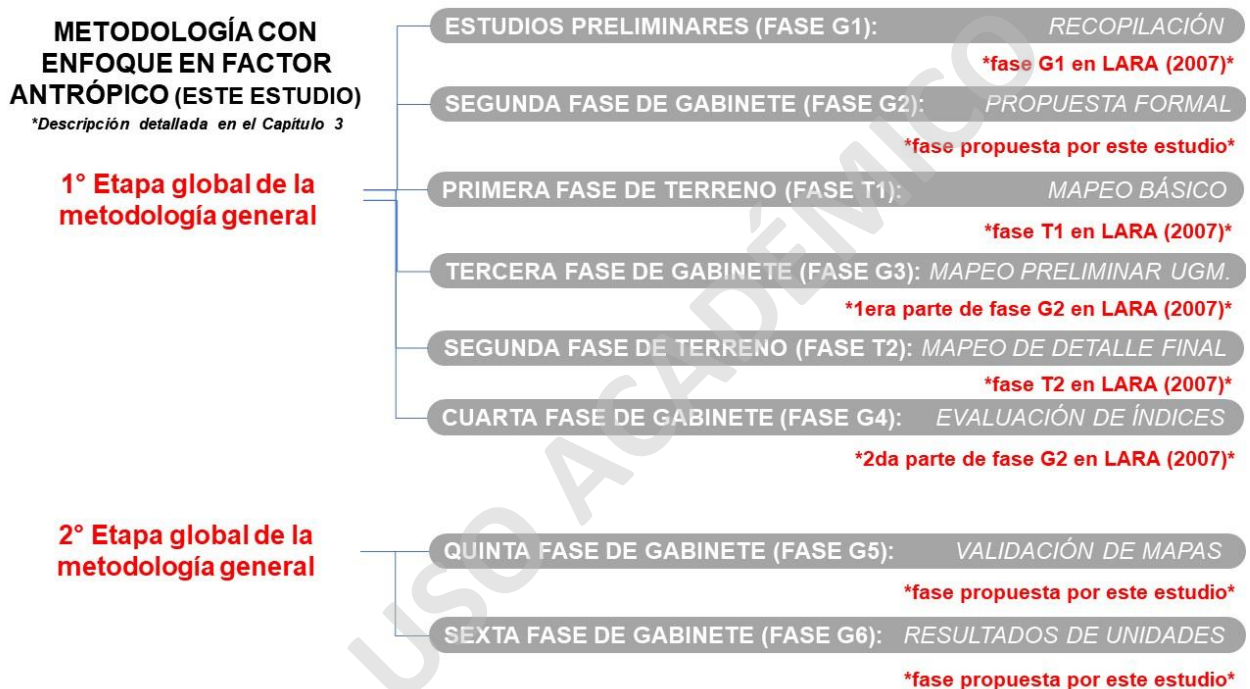 METODOLOGÍA CON
ENFOQUE EN FACTOR
ANTRÓPICO (ESTE ESTUDIO)
*Descripción detallada en el Capitulo 3
1° Etapa global de la
metodología general
ESTUDIOS PRELIMINARES (FASE G1): RECOPILACIÓN
*fase G1 en LARA (2007)*
SEGUNDA FASE DE GABINETE (FASE G2): PROPUESTA FORMAL
*fase propuesta por este estudio*
PRIMERA FASE DE TERRENO (FASE T1): MAPEO BÁSICO
*fase T1 en LARA (2007)*
TERCERA FASE DE GABINETE (FASE G3): MAPEO PRELIMINAR UGM.
*1era parte de fase G2 en LARA (2007)*
SEGUNDA FASE DE TERRENO (FASE T2): MAPEO DE DETALLE FINAL
*fase T2 en LARA (2007)*
CUARTA FASE DE GABINETE (FASE G4): EVALUACIÓN DE ÍNDICES
*2da parte de fase G2 en LARA (2007)*
2° Etapa global de la
metodología general
QUINTA FASE DE GABINETE (FASE G5): VALIDACIÓN DE MAPAS
*fase propuesta por este estudio*
SEXTA FASE DE GABINETE (FASE G6): RESULTADOS DE UNIDADES
*fase propuesta por este estudio*
USO ACADÉMICO